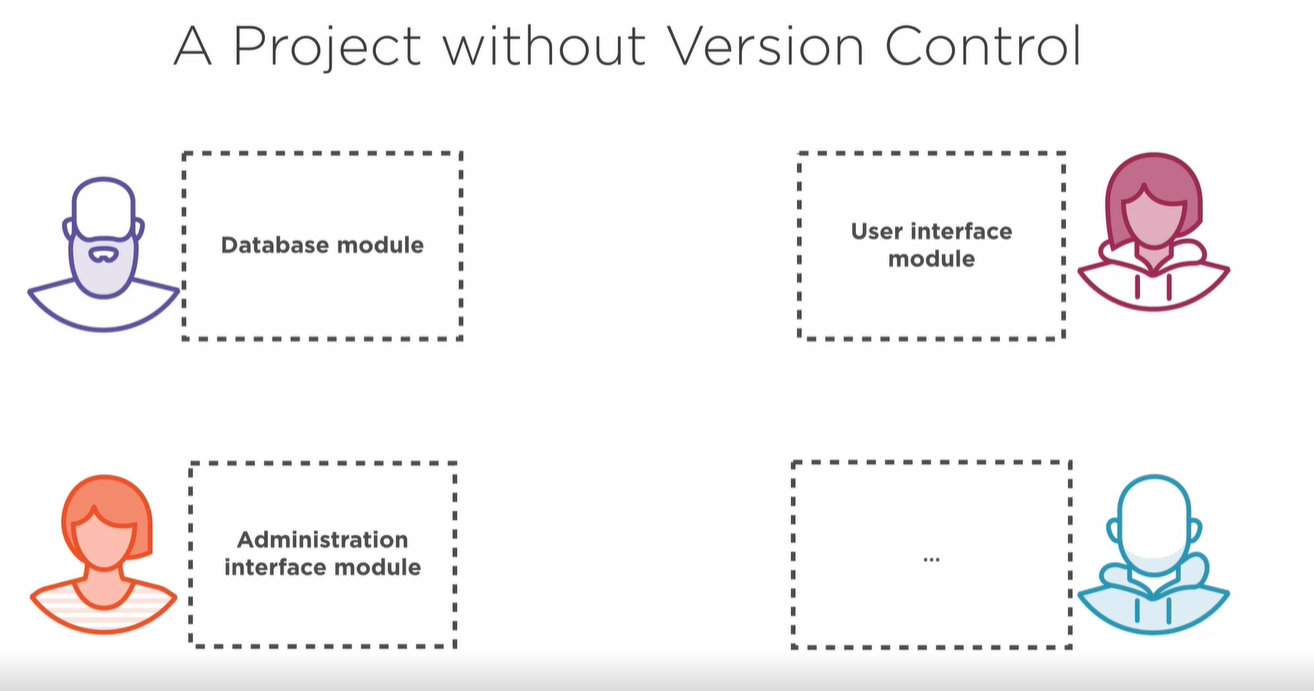 A Project without Version Control
Database module
User interface
module
Administration
interface module
...